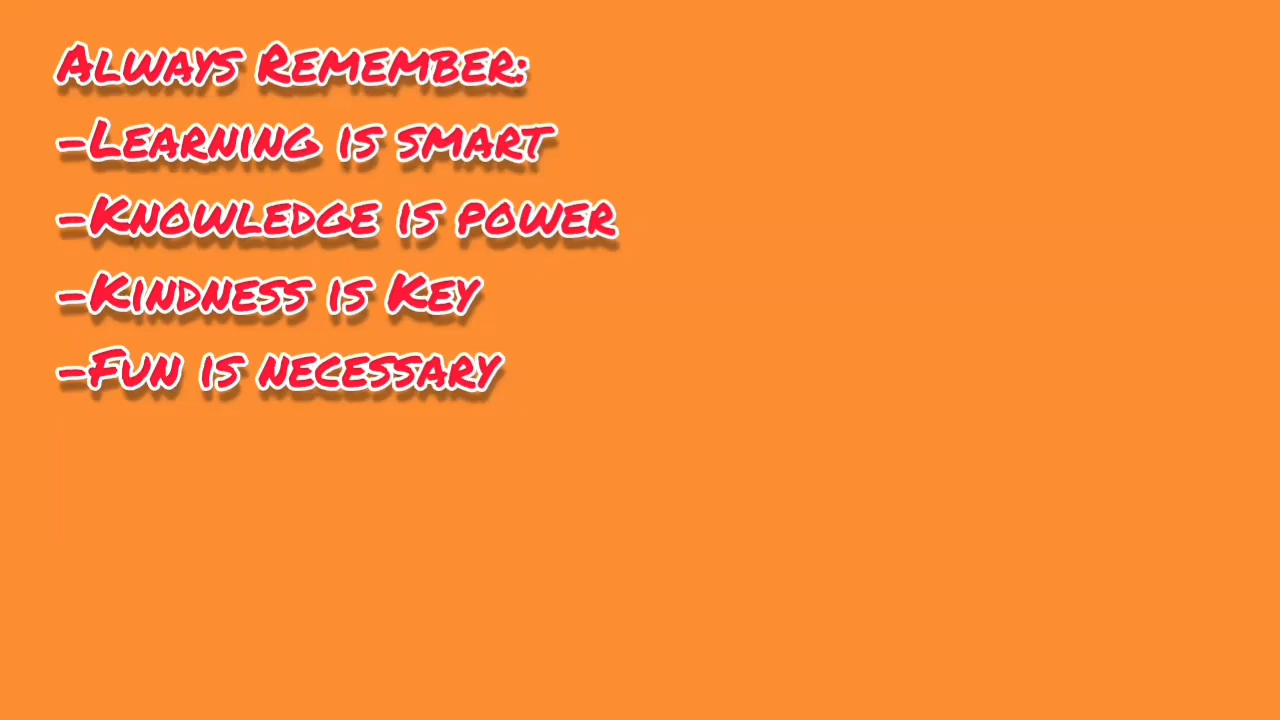 Always Remember:
-Learning is smart
-Knowledge is power
-Kindness is Key
-Fun is necessary